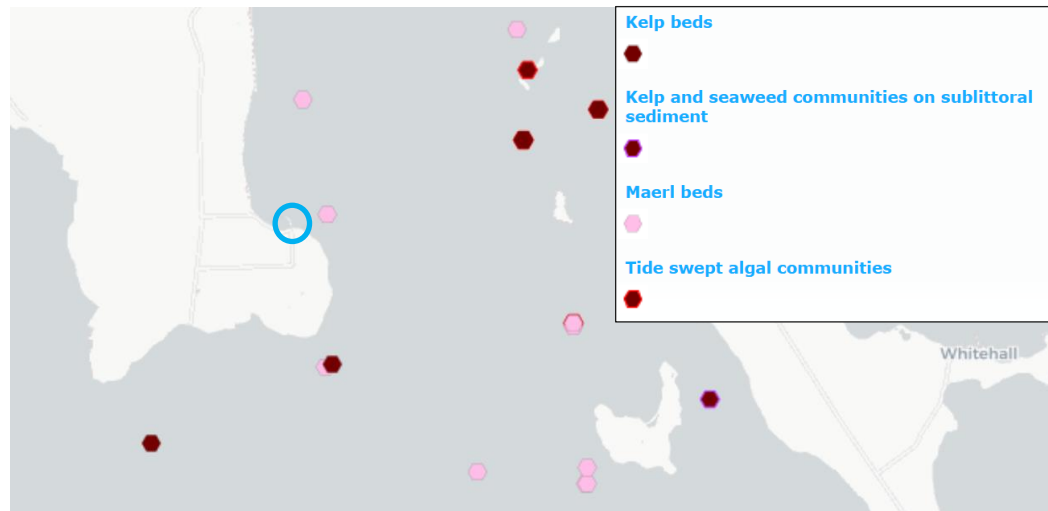 Kelp beds
Kelp and seaweed communities on sublittoral
sediment
Maerl beds
Tide swept algal communities
Whitehall